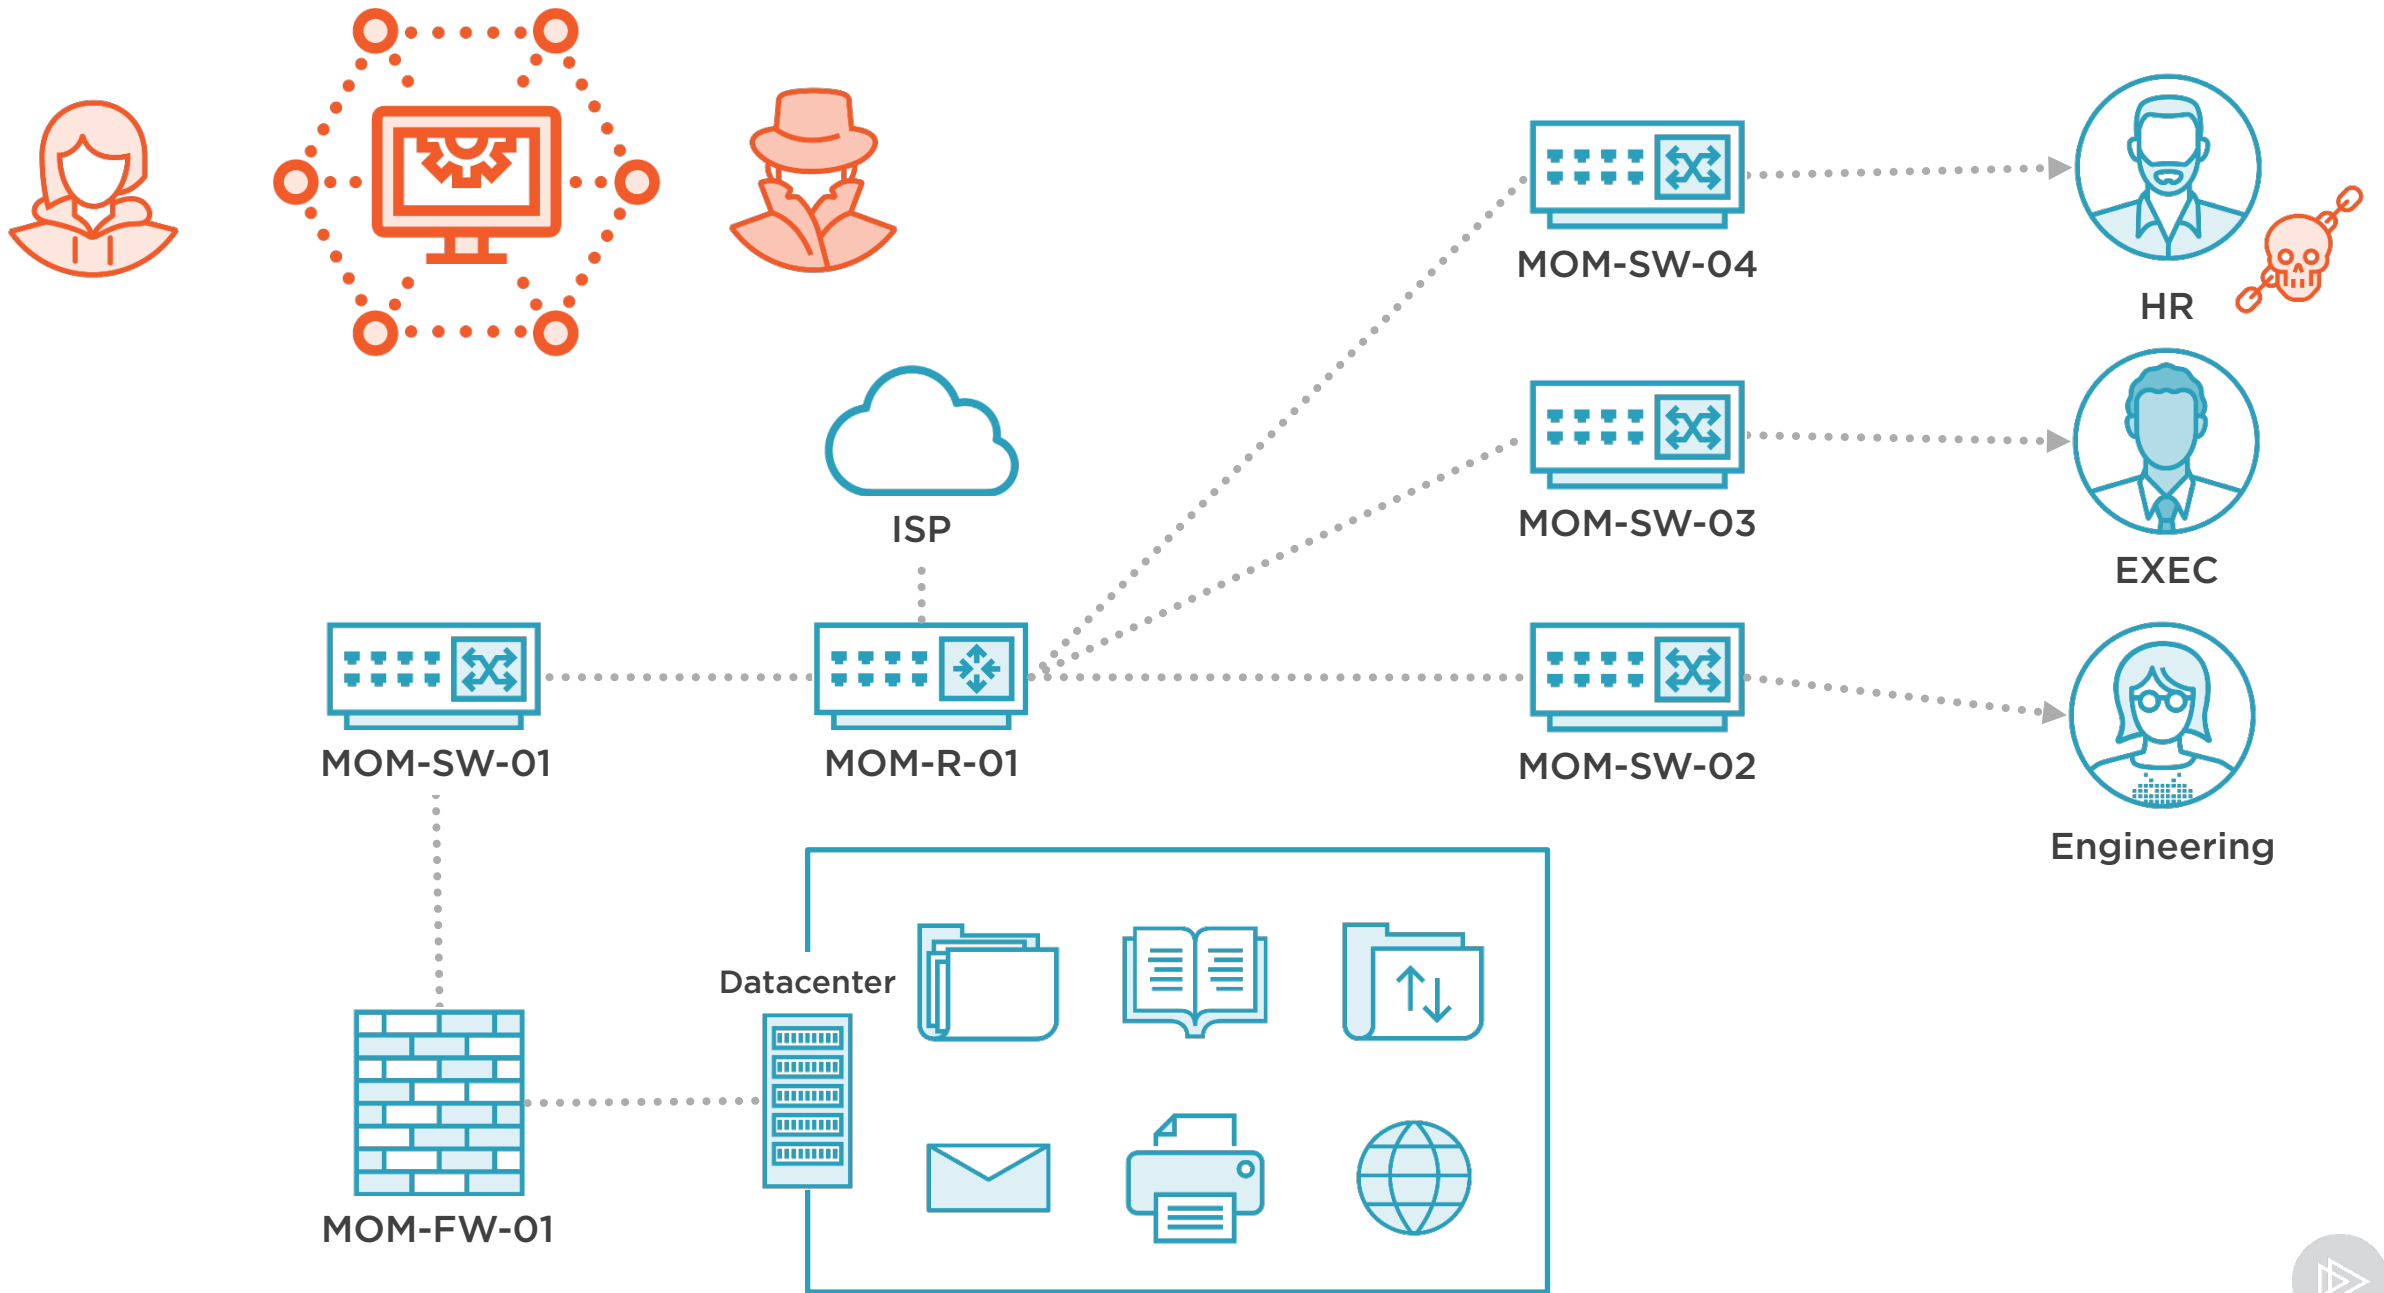 MOM-SW-04
HR
ISP
MOM-SW-03
EXEC
MOM-SW-01
MOM-R-01
MOM-SW-02
Engineering
Datacenter
MOM-FW-01